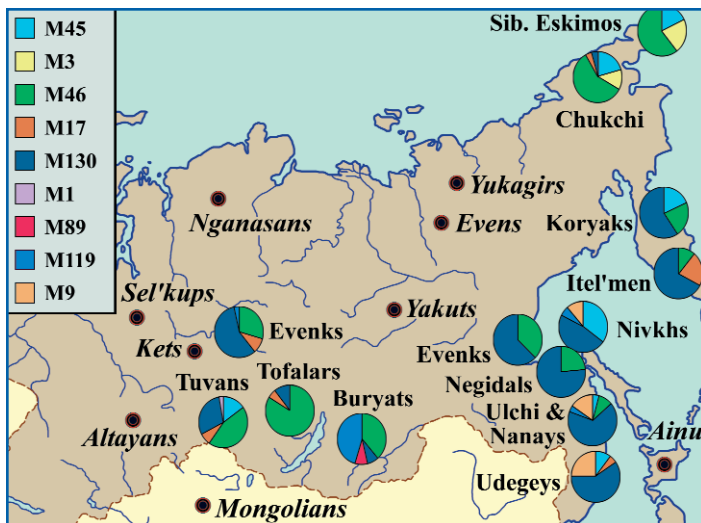 M45
M3
M46
M17
M130
M1
M89
M119
M9
Sib. Eskimos
Chukchi
Yukagirs
Nganasans
Koryaks
Evens
Itel'men
Sel'kups
Yakuts
Nivkhs
Evenks
Kets
Evenks
Tofalars
Negidals
Tuvans
Buryats
Ulchi &
Nanays
Altayans
Ainu
Udegeys
Mongolians